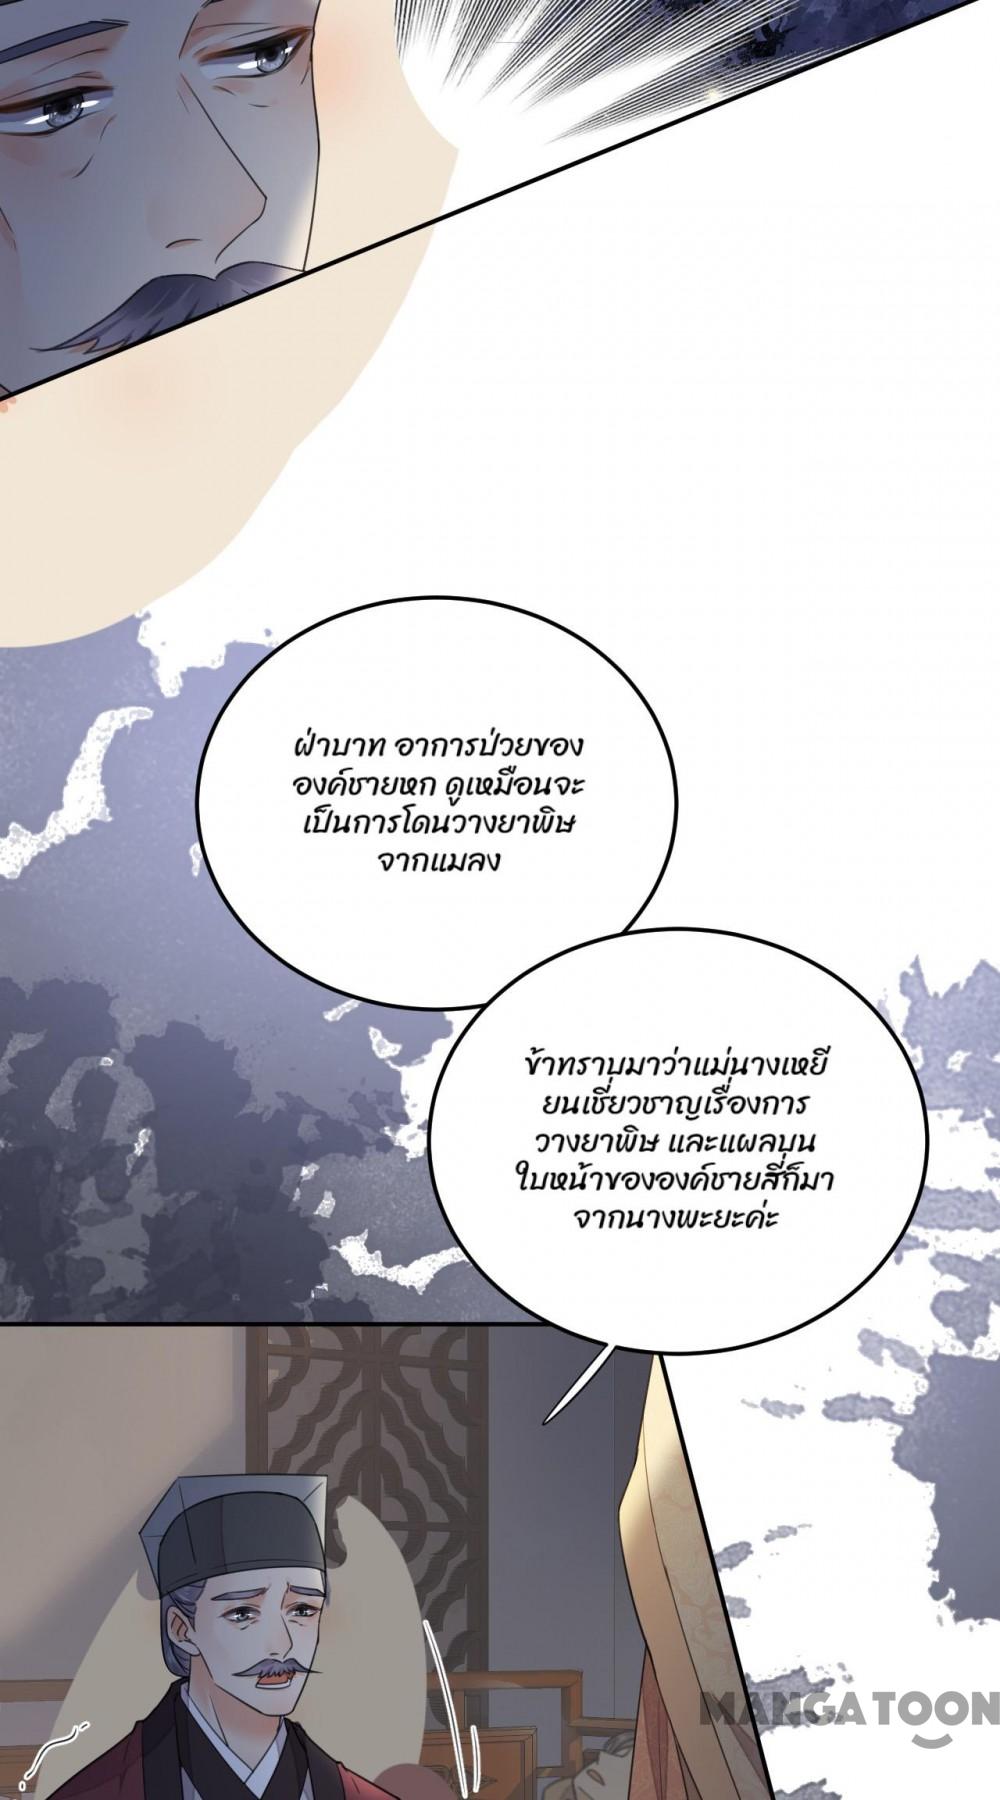 ฝ่าบาท อาการป่วยของ
องค์ชายหก ดูเหมือนจะ
เป็นการโดนวางยาพิษ
จากแมลง
ข้าทราบมาว่าแม่นางเหยี
ยนเชี่ยวชาญเรื่องการ
วางยาพิษ และแผลบน
ใบหน้าขององค์ชายสี่ก็มา
จากนางพะยะค่ะ
MANGATOON